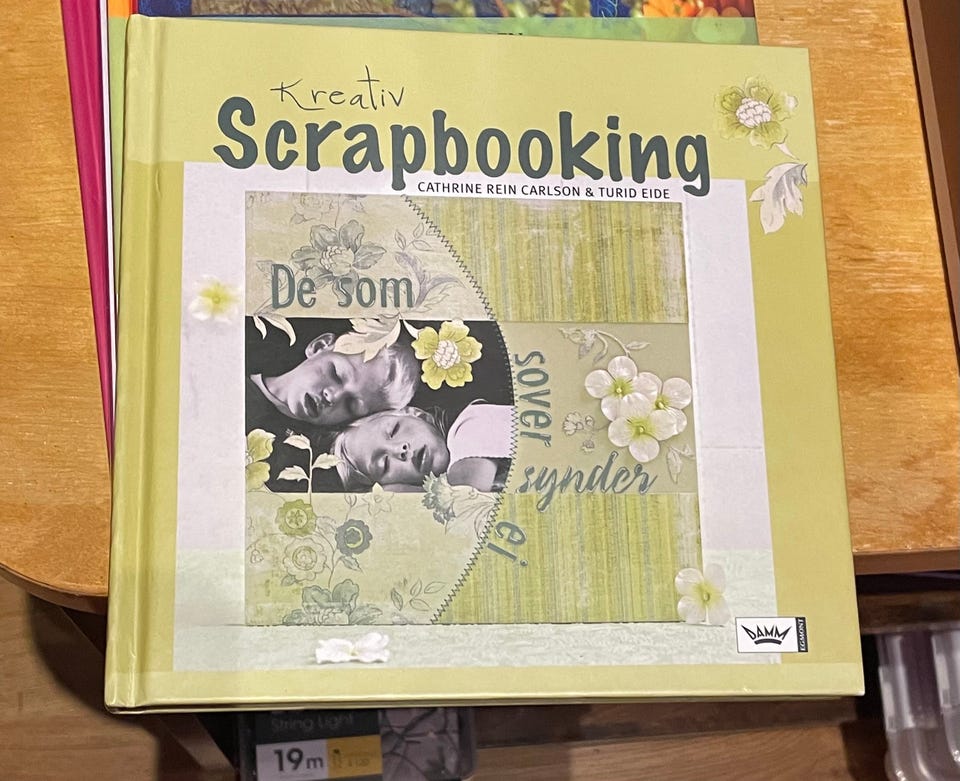 Kreativ
Scrapbooking
CATHRINE REIN CARLSON & TURID EIDE
De som
sover
synder
ei
DAMM
EGMONT
String Light
19m